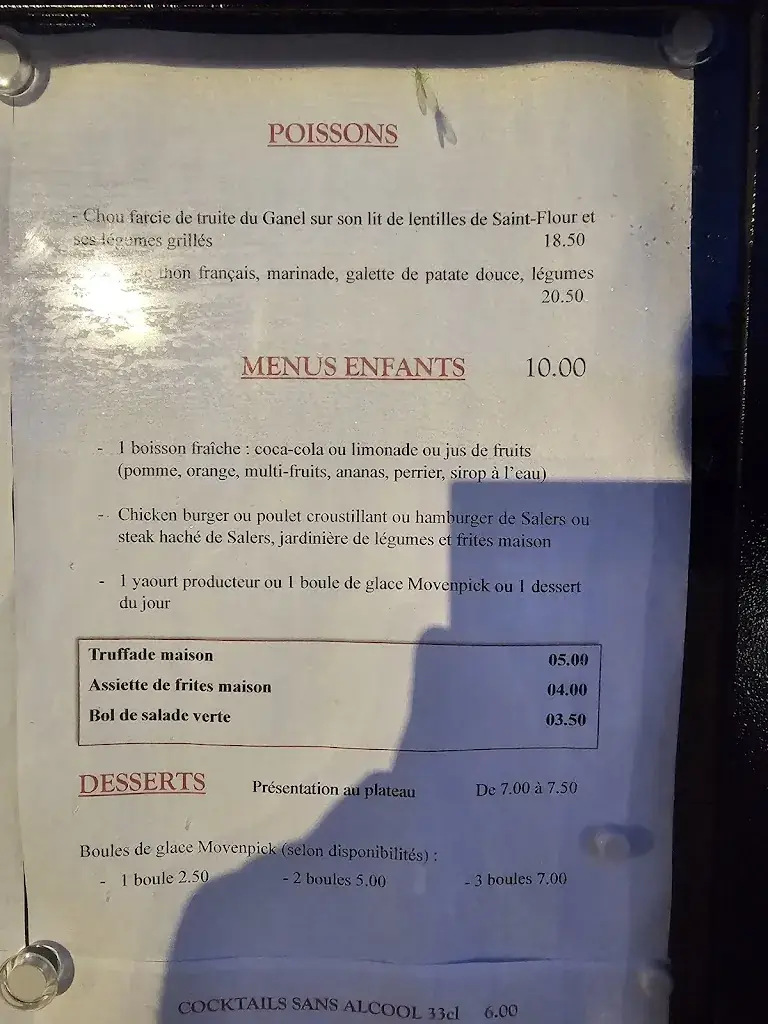 POISSONS
- Chou farcie de truite du Ganel sur son lit de lentilles de Saint-Flour et
ses légumes grillés 18.50
thon français, marinade, galette de patate douce, légumes
20.50
MENUS ENFANTS 10.00
- 1 boisson fraîche : coca-cola ou limonade ou jus de fruits
(pomme, orange, multi-fruits, ananas, perrier, sirop à l'eau)
- Chicken burger ou poulet croustillant ou hamburger de Salers ou
steak haché de Salers, jardinière de légumes et frites maison
- 1 yaourt producteur ou 1 boule de glace Movenpick ou 1 dessert
du jour
Truffade maison 05.00
Assiette de frites maison 04.00
Bol de salade verte 03.50
DESSERTS Présentation au plateau De 7.00 à 7.50
Boules de glace Movenpick (selon disponibilités) :
- 1 boule 2.50 - 2 boules 5.00 - 3 boules 7.00
COCKTAILS SANS ALCOOL 33cl 6.00